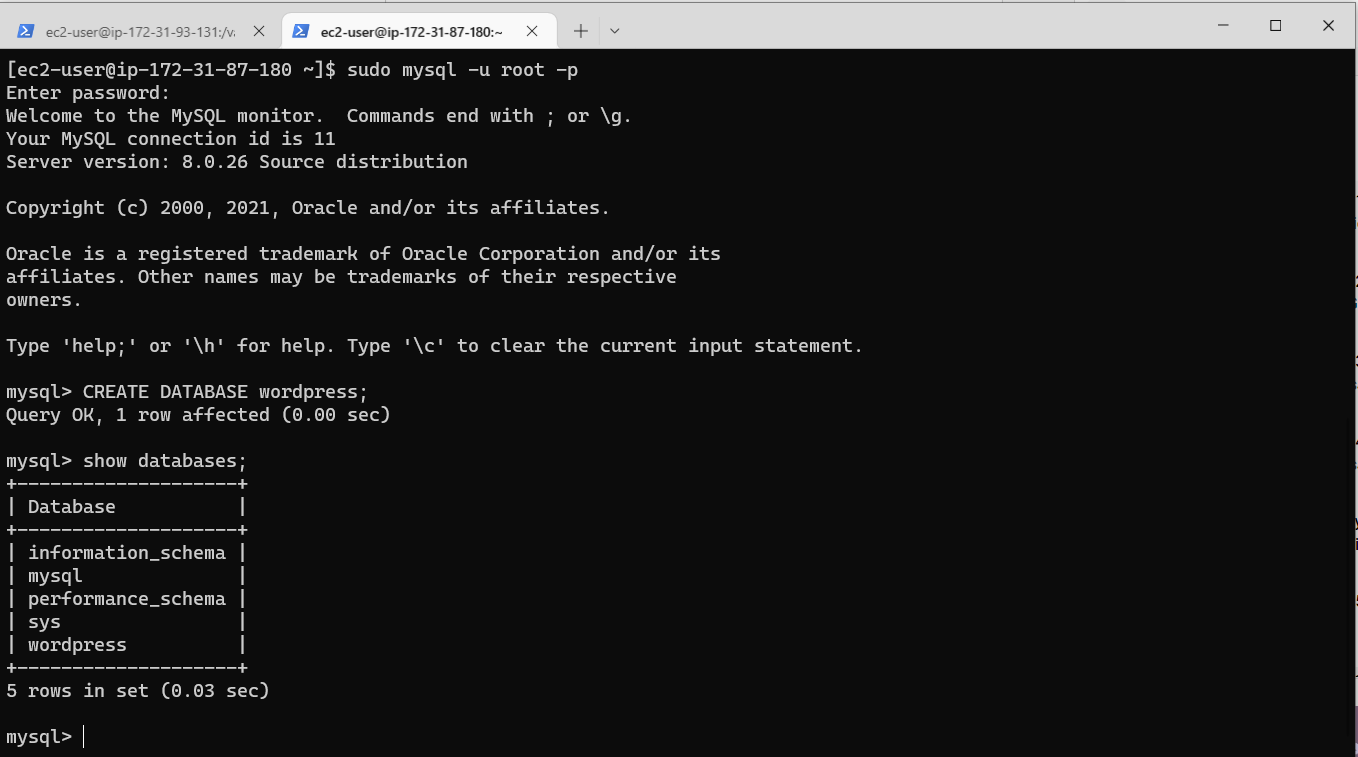 ec2-user@ip-172-31-93-131:/va
ec2-user@ip-172-31-87-180:~
[ec2-user@ip-172-31-87-180 ~]$ sudo mysql -u root -p
Enter password:
Welcome to the MySQL monitor.  Commands end with ; or \g.
Your MySQL connection id is 11
Server version: 8.0.26 Source distribution

Copyright (c) 2000, 2021, Oracle and/or its affiliates.

Oracle is a registered trademark of Oracle Corporation and/or its
affiliates. Other names may be trademarks of their respective
owners.

Type 'help;' or '\h' for help. Type '\c' to clear the current input statement.

mysql> CREATE DATABASE wordpress;
Query OK, 1 row affected (0.00 sec)

mysql> show databases;
+--------------------+
| Database           |
+--------------------+
| information_schema |
| mysql              |
| performance_schema |
| sys                |
| wordpress          |
+--------------------+
5 rows in set (0.03 sec)

mysql>